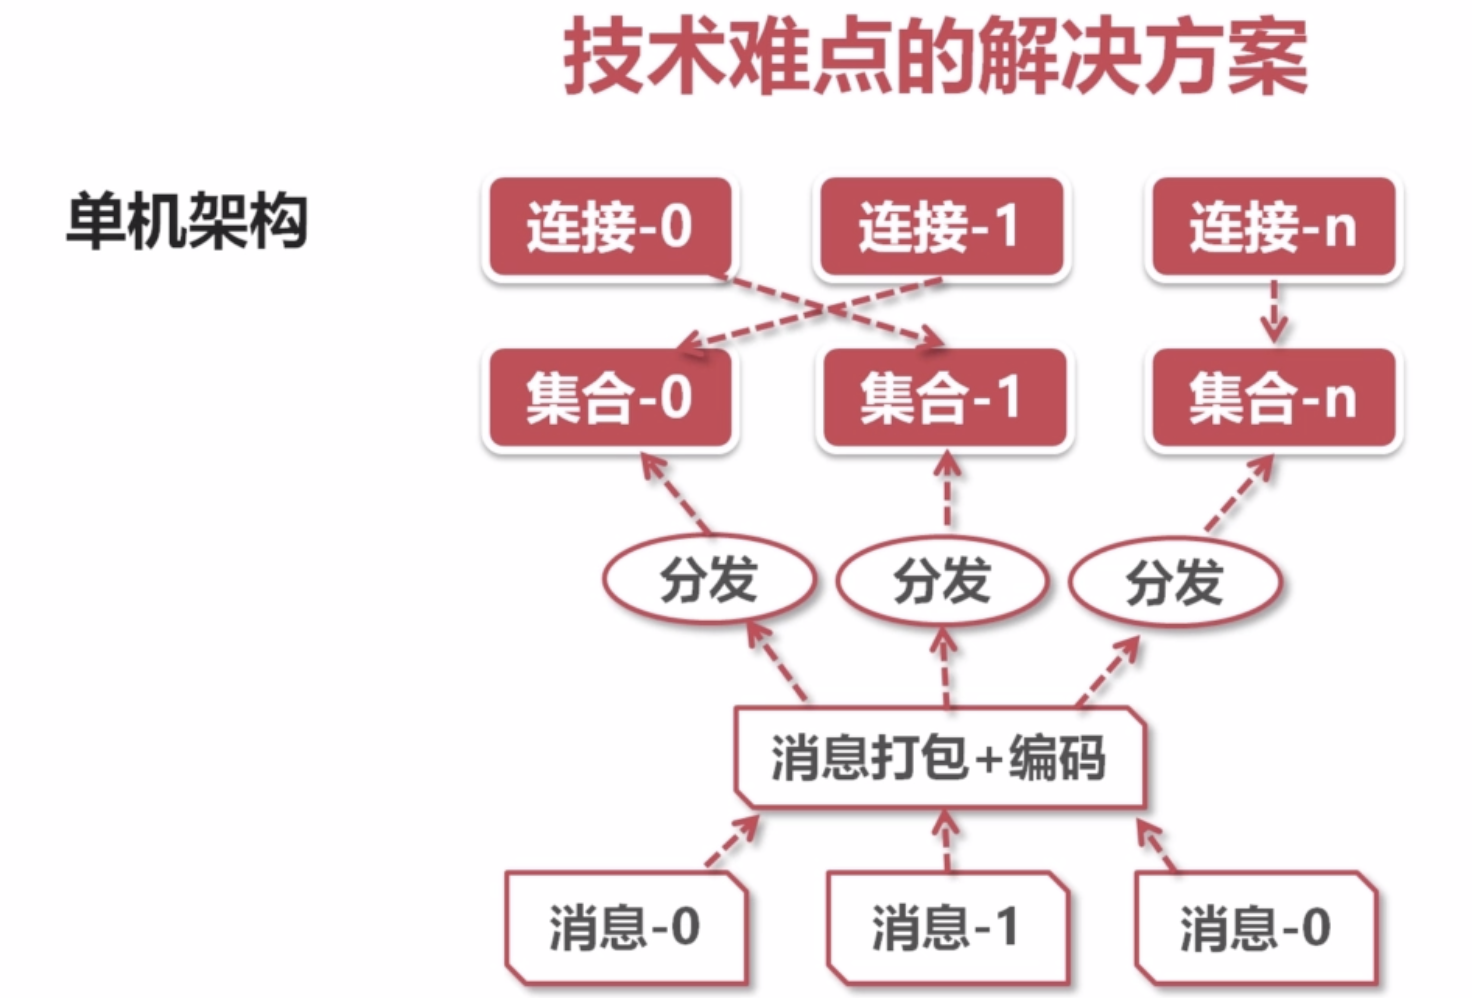 技术难点的解决方案
单机架构
连接-0 连接-1 连接-n
集合-0 集合-1 集合-n
分发 分发 分发
消息打包+编码
消息-0 消息-1 消息-0